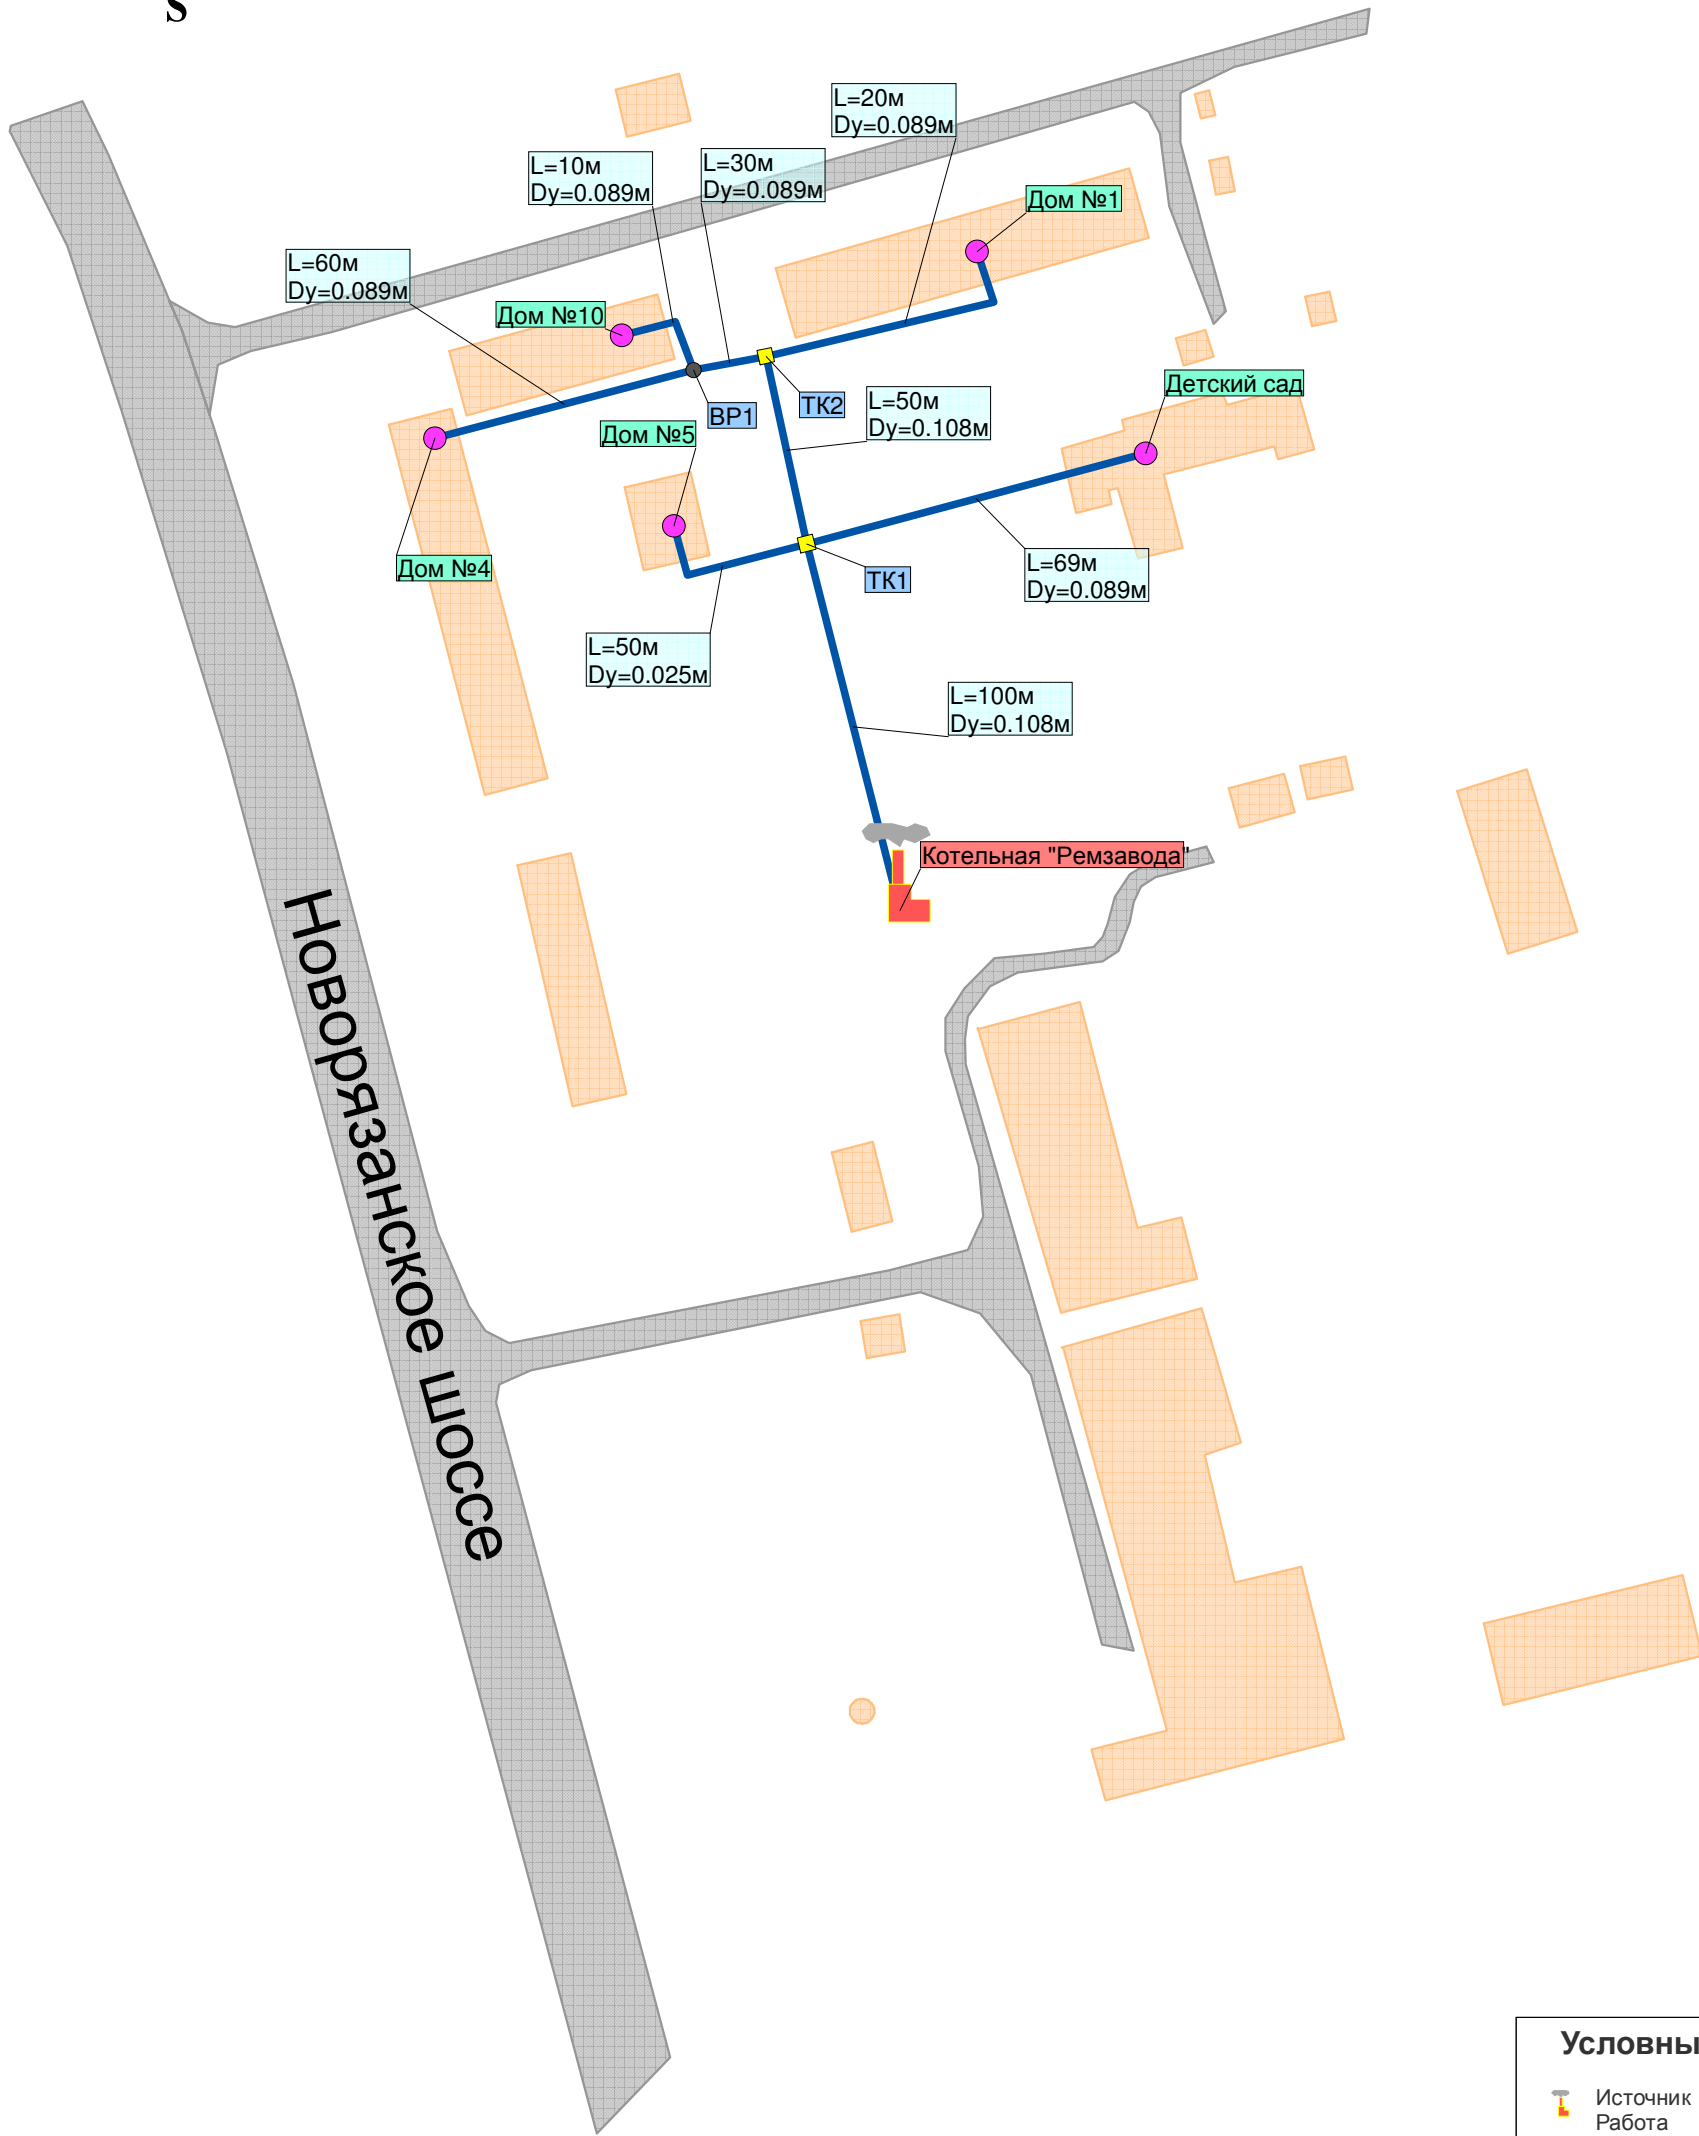 S
L=20м
Dy=0.089м
L=10м
Dy=0.089м
L=30м
Dy=0.089м
Дом №1
L=60м
Dy=0.089м
Дом №10
Детский сад
ВР1
ТК2
L=50м
Dy=0.108м
Дом №5
Дом №4
ТК1
L=69м
Dy=0.089м
L=50м
Dy=0.025м
L=100м
Dy=0.108м
Котельная "Ремзавода"
Новорязанское шоссе
Условны
Источник
Работа